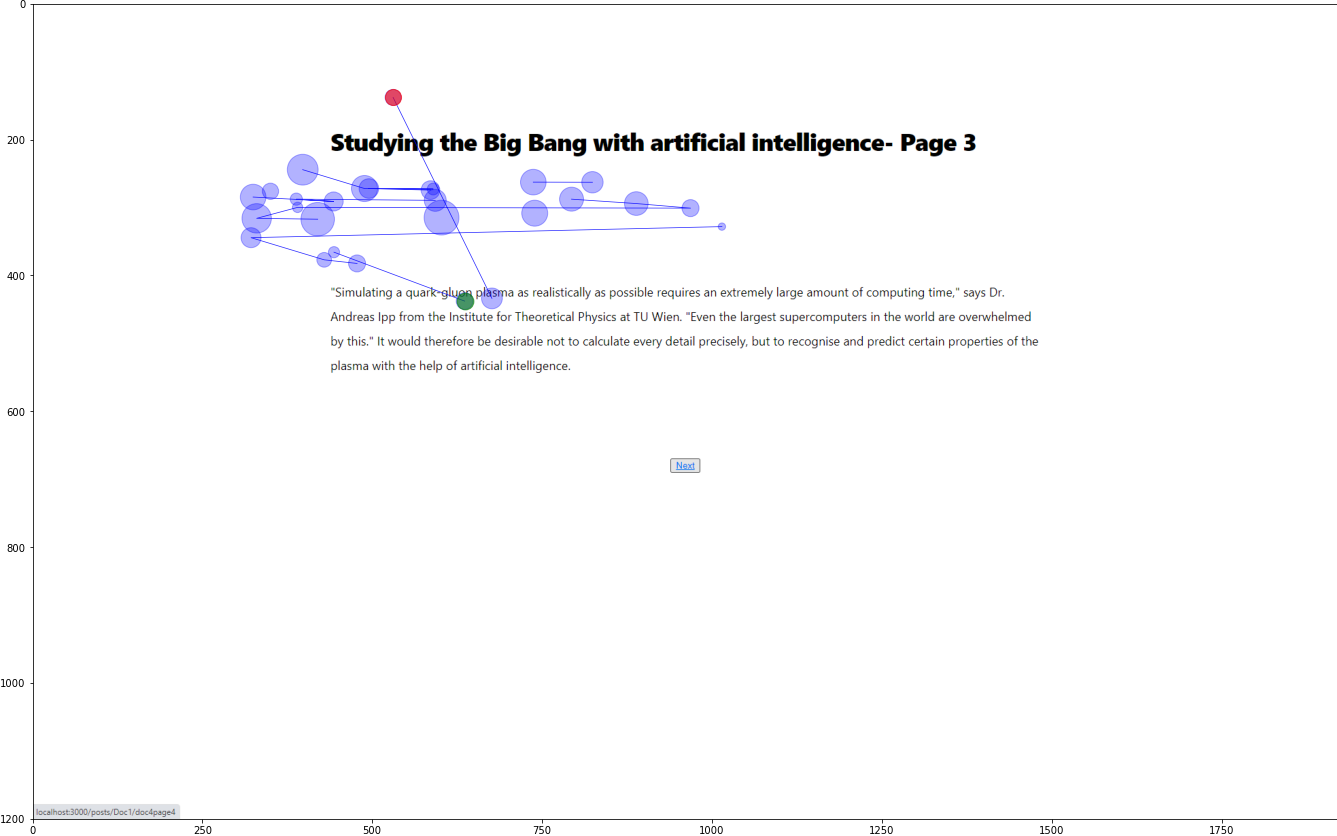 0
200
Studying the Big Bang with artificial intelligence- Page 3
400
"Simulating a quark-gluon plasma as realistically as possible requires an extremely large amount of computing time," says Dr.
Andreas Ipp from the Institute for Theoretical Physics at TU Wien. "Even the largest supercomputers in the world are overwhelmed
by this." It would therefore be desirable not to calculate every detail precisely, but to recognise and predict certain properties of the
plasma with the help of artificial intelligence.
600
Next
800
1000
localhost:3000/posts/Doc1/doc4page4
1200
0 250 500 750 1000 1250 1500 1750